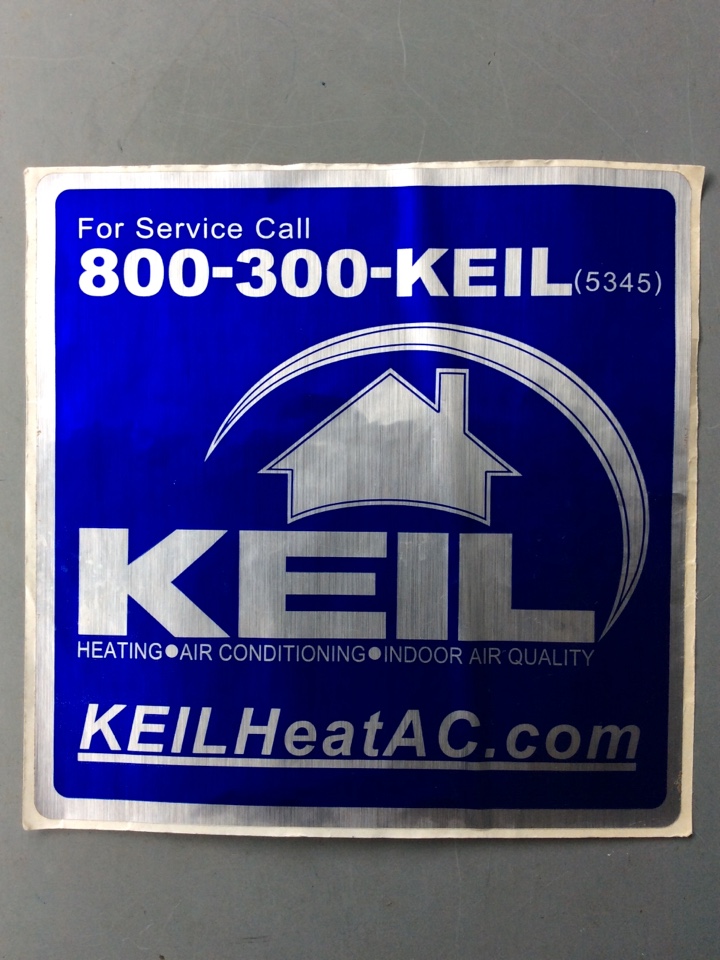 For Service Call
800-300-KEIL(5345)
KEIL
HEATING●AIR CONDITIONING●INDOOR AIR QUALITY
KEILHeatAC.com